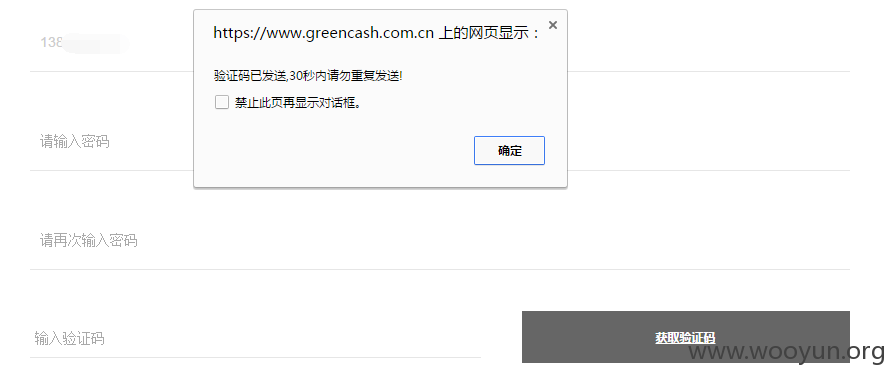 https://www.greencash.com.cn 上的网页显示：
138
验证码已发送,30秒内请勿重复发送!
禁止此页再显示对话框。
请输入密码
确定
请再次输入密码
输入验证码
获取验证码
www.wooyun.org